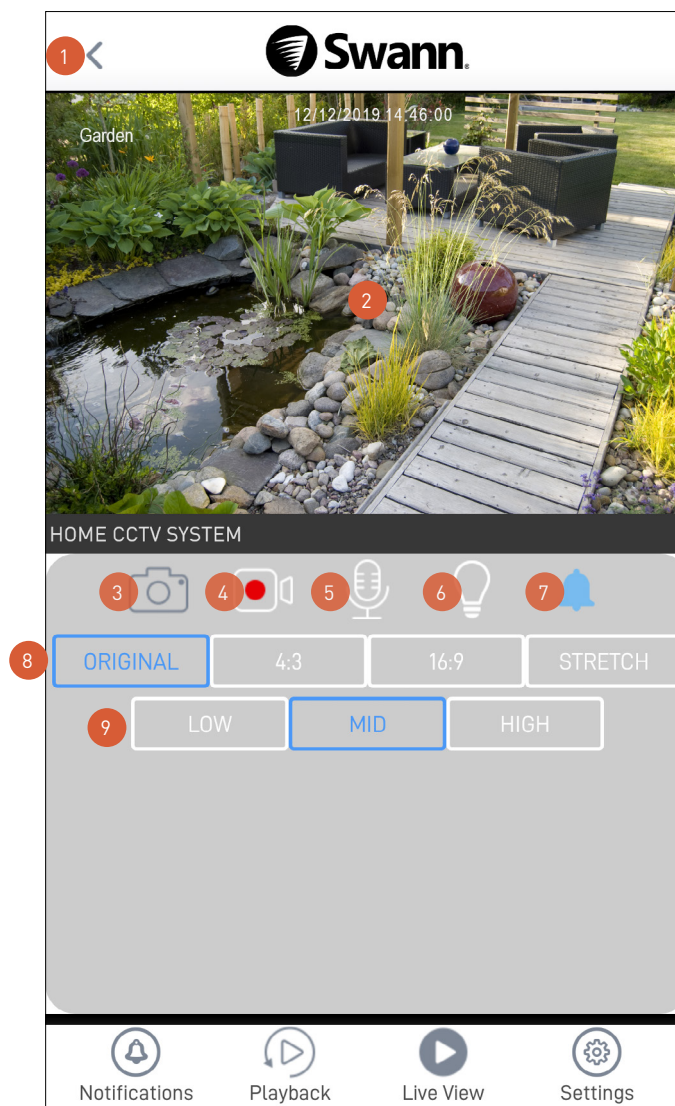 1
Swann
12/12/2019 14:46:00
Garden
2
HOME CCTV SYSTEM
3 4 5 6 7
8 ORIGINAL 4:3 16:9 STRETCH
9 LOW MID HIGH
Notifications Playback Live View Settings